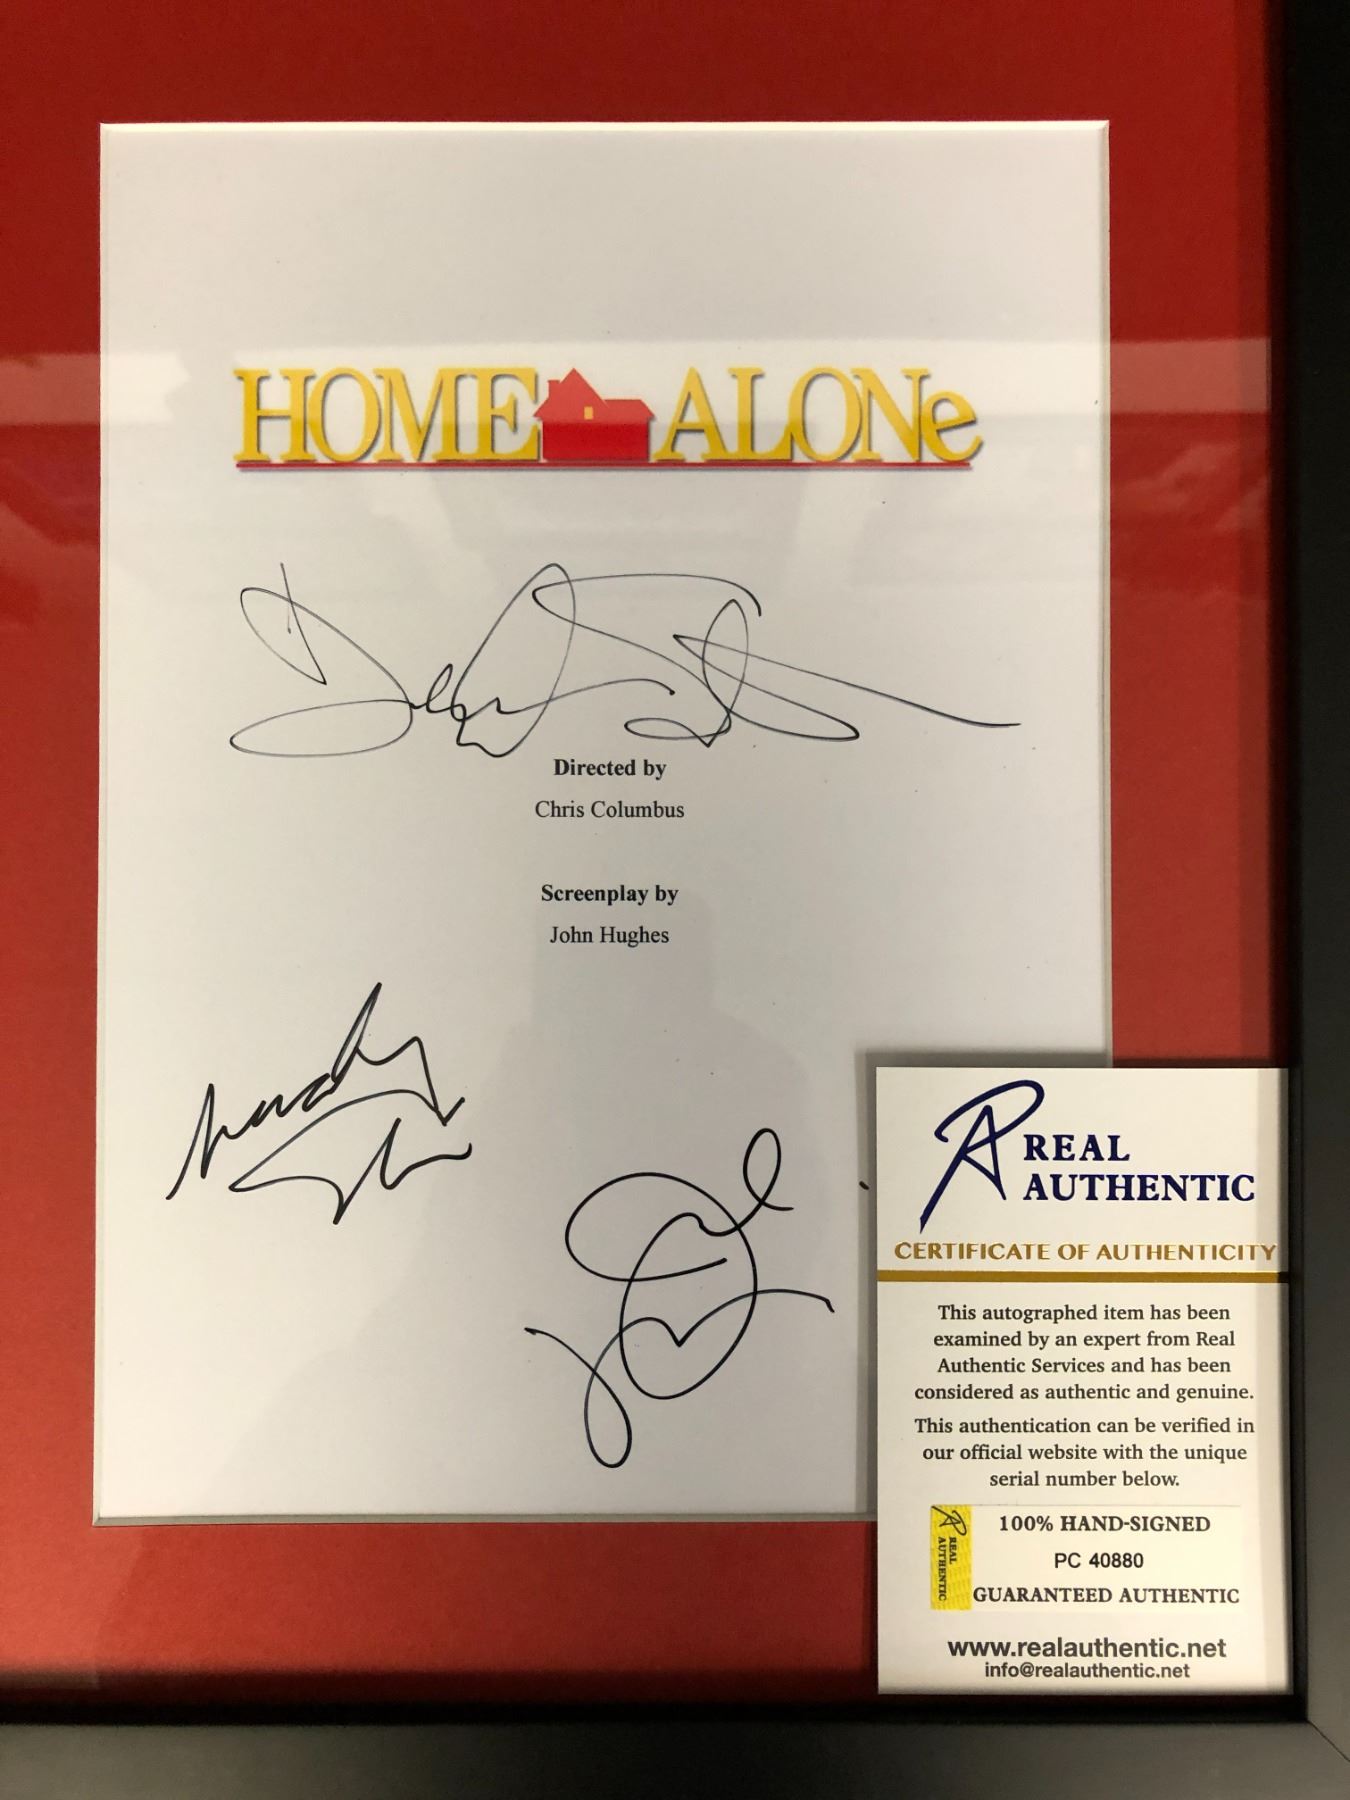 HOME ALONe
Directed by
Chris Columbus
Screenplay by
John Hughes
REAL
AUTHENTIC
CERTIFICATE OF AUTHENTICITY
This autographed item has been
examined by an expert from Real
Authentic Services and has been
considered as authentic and genuine.
This authentication can be verified in
our official website with the unique
serial number below.
REAL
AUTHENTIC
100% HAND-SIGNED
PC 40880
GUARANTEED AUTHENTIC
www.realauthentic.net
info@realauthentic.net